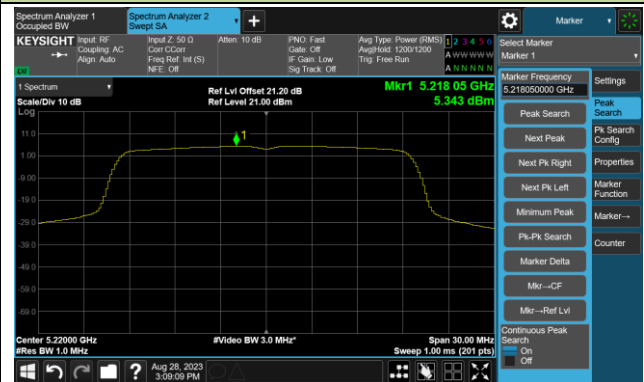 Spectrum Analyzer 1
Occupied BW
Spectrum Analyzer 2
Swept SA
Marker
KEYSIGHT
Input: RF
Coupling: AC
Align: Auto
Input Z: 50 Ω
Corr CCorr
Freq Ref: Int (S)
NFE: Off
Atten: 10 dB
PNO: Fast
Gate: Off
IF Gain: Low
Sig Track: Off
Avg Type: Power (RMS)
Avg|Hold: 1200/1200
Trig: Free Run
1 2 3 4 5 6
A W W W W W
A N N N N N
Select Marker
Marker 1
1 Spectrum
Scale/Div 10 dB
Log
Ref Lvl Offset 21.20 dB
Ref Level 21.00 dBm
Mkr1 5.218 05 GHz
5.343 dBm
11.0
1.00
-9.00
-19.0
-29.0
-39.0
-49.0
-59.0
-69.0
1
Center 5.22000 GHz
#Res BW 1.0 MHz
#Video BW 3.0 MHz*
Span 30.00 MHz
Sweep 1.00 ms (201 pts)
Marker Frequency
5.218050000 GHz
Peak Search
Next Peak
Next Pk Right
Next Pk Left
Minimum Peak
Pk-Pk Search
Marker Delta
Mkr→CF
Mkr→Ref Lvl
Continuous Peak
Search
On
Off
Settings
Peak
Search
Pk Search
Config
Properties
Marker
Function
Marker→
Counter
Aug 28, 2023
3:09:09 PM